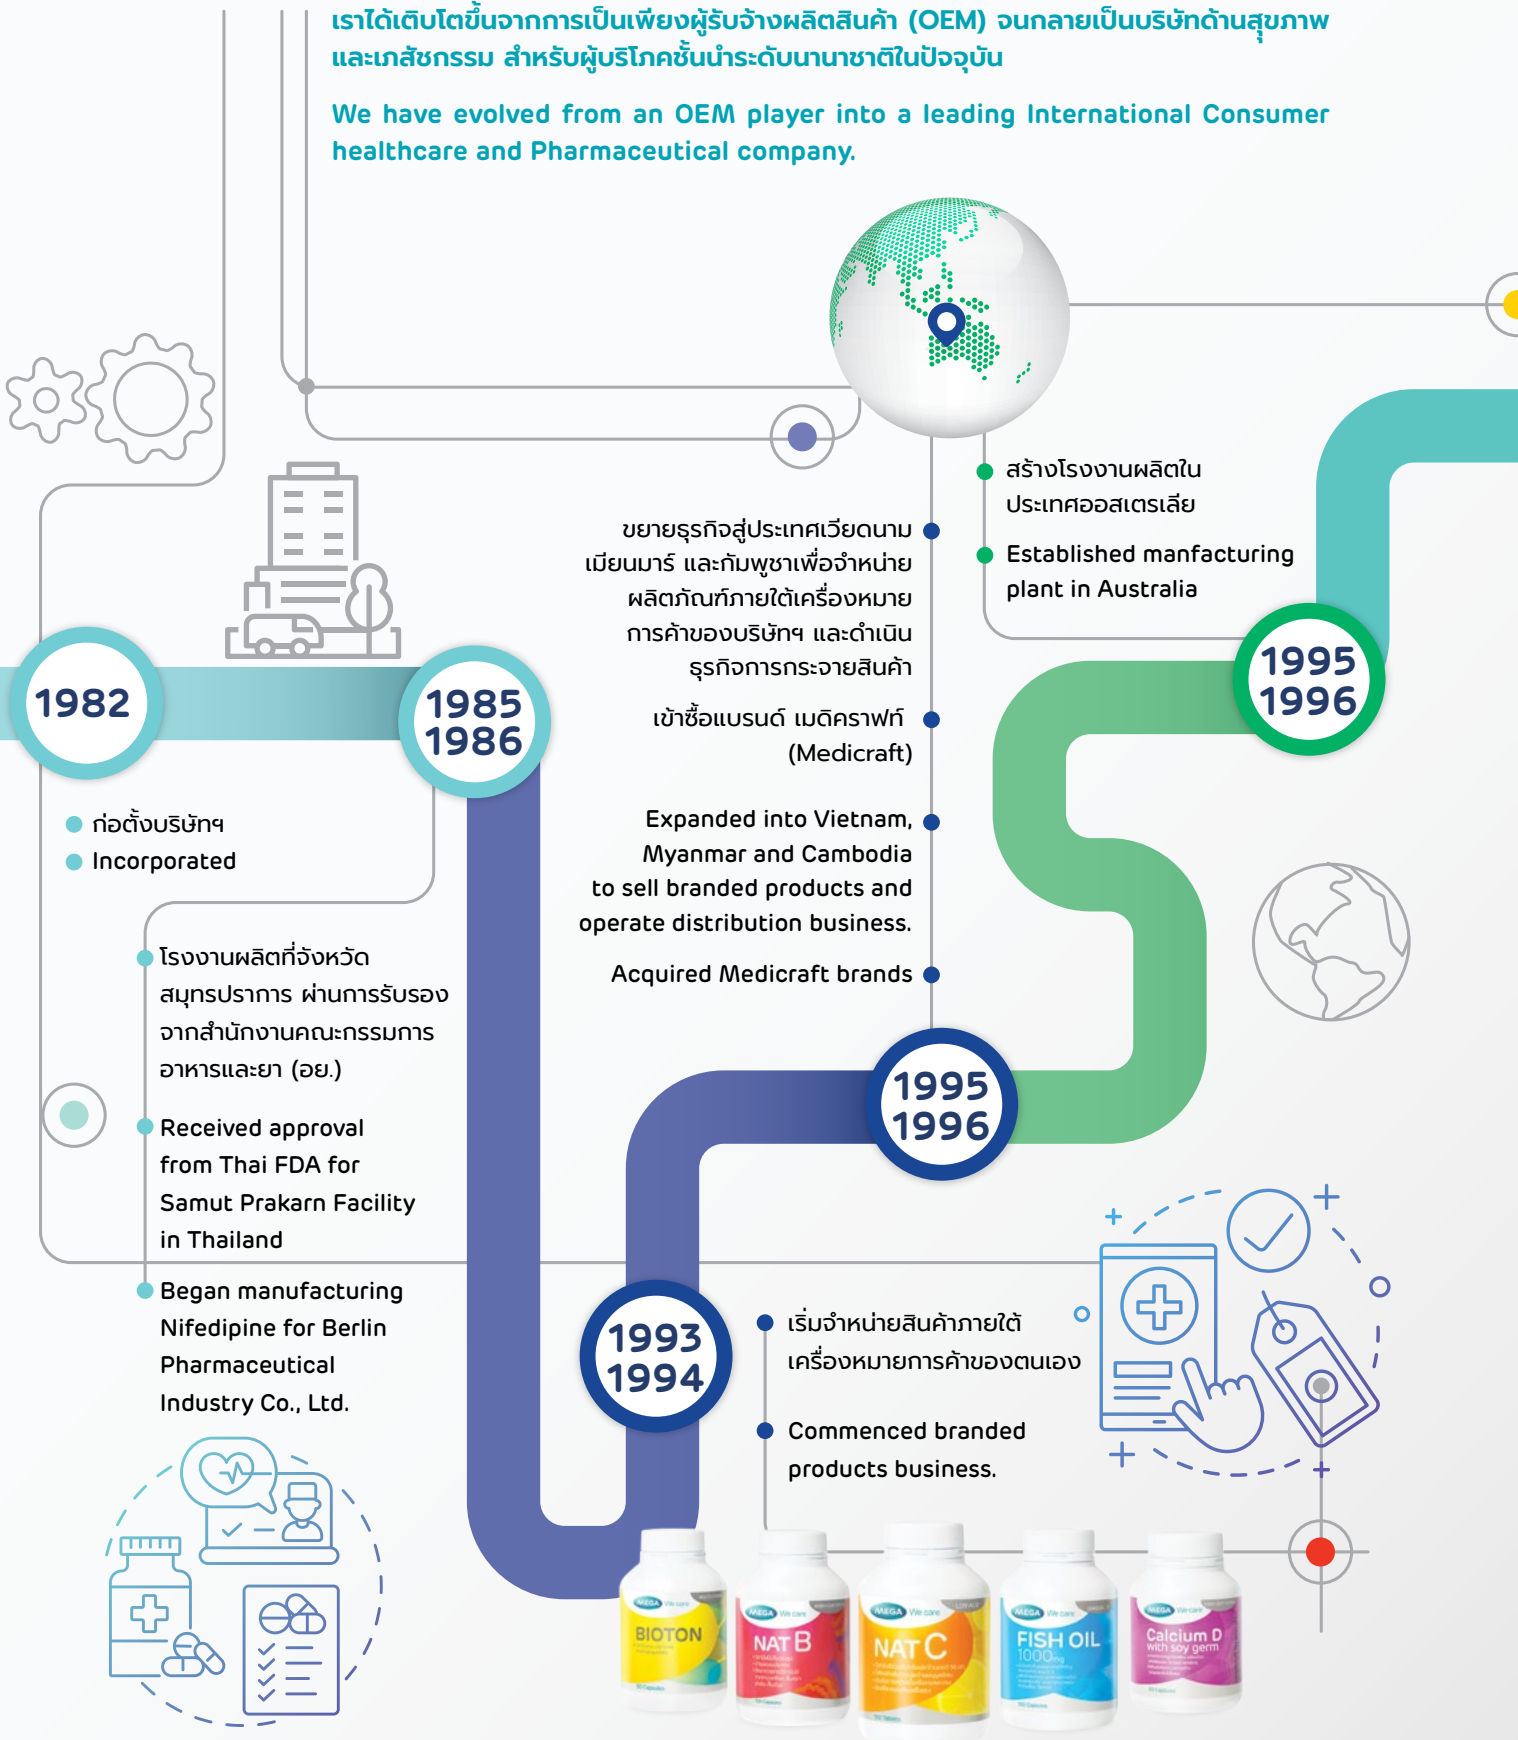 เราได้เติบโตขึ้นจากการเป็นเพียงผู้รับจ้างผลิตสินค้า (OEM) จนกลายเป็นบริษัทด้านสุขภาพ
และเภสัชกรรม สำหรับผู้บริโภคชั้นนำระดับนานาชาติในปัจจุบัน
We have evolved from an OEM player into a leading International Consumer
healthcare and Pharmaceutical company.
1982
ก่อตั้งบริษัทฯ
Incorporated
1985
1986
โรงงานผลิตที่จังหวัด
สมุทรปราการ ผ่านการรับรอง
จากสำนักงานคณะกรรมการ
อาหารและยา (อย.)
Received approval
from Thai FDA for
Samut Prakarn Facility
in Thailand
Began manufacturing
Nifedipine for Berlin
Pharmaceutical
Industry Co., Ltd.
1993
1994
เริ่มจำหน่ายสินค้าภายใต้
เครื่องหมายการค้าของตนเอง
Commenced branded
products business.
ขยายธุรกิจสู่ประเทศเวียดนาม
เมียนมาร์ และกัมพูชาเพื่อจำหน่าย
ผลิตภัณฑ์ภายใต้เครื่องหมาย
การค้าของบริษัทฯ และดำเนิน
ธุรกิจการกระจายสินค้า
เข้าซื้อแบรนด์ เมดิคราฟท์
(Medicraft)
Expanded into Vietnam,
Myanmar and Cambodia
to sell branded products and
operate distribution business.
Acquired Medicraft brands
1995
1996
สร้างโรงงานผลิตใน
ประเทศออสเตรเลีย
Established manfacturing
plant in Australia
1995
1996
MEGA We care
BIOTON
MEGA We care
NAT B
MEGA We care
NAT C
MEGA We care
FISH OIL
1000mg
MEGA We care
Calcium D
with soy germ